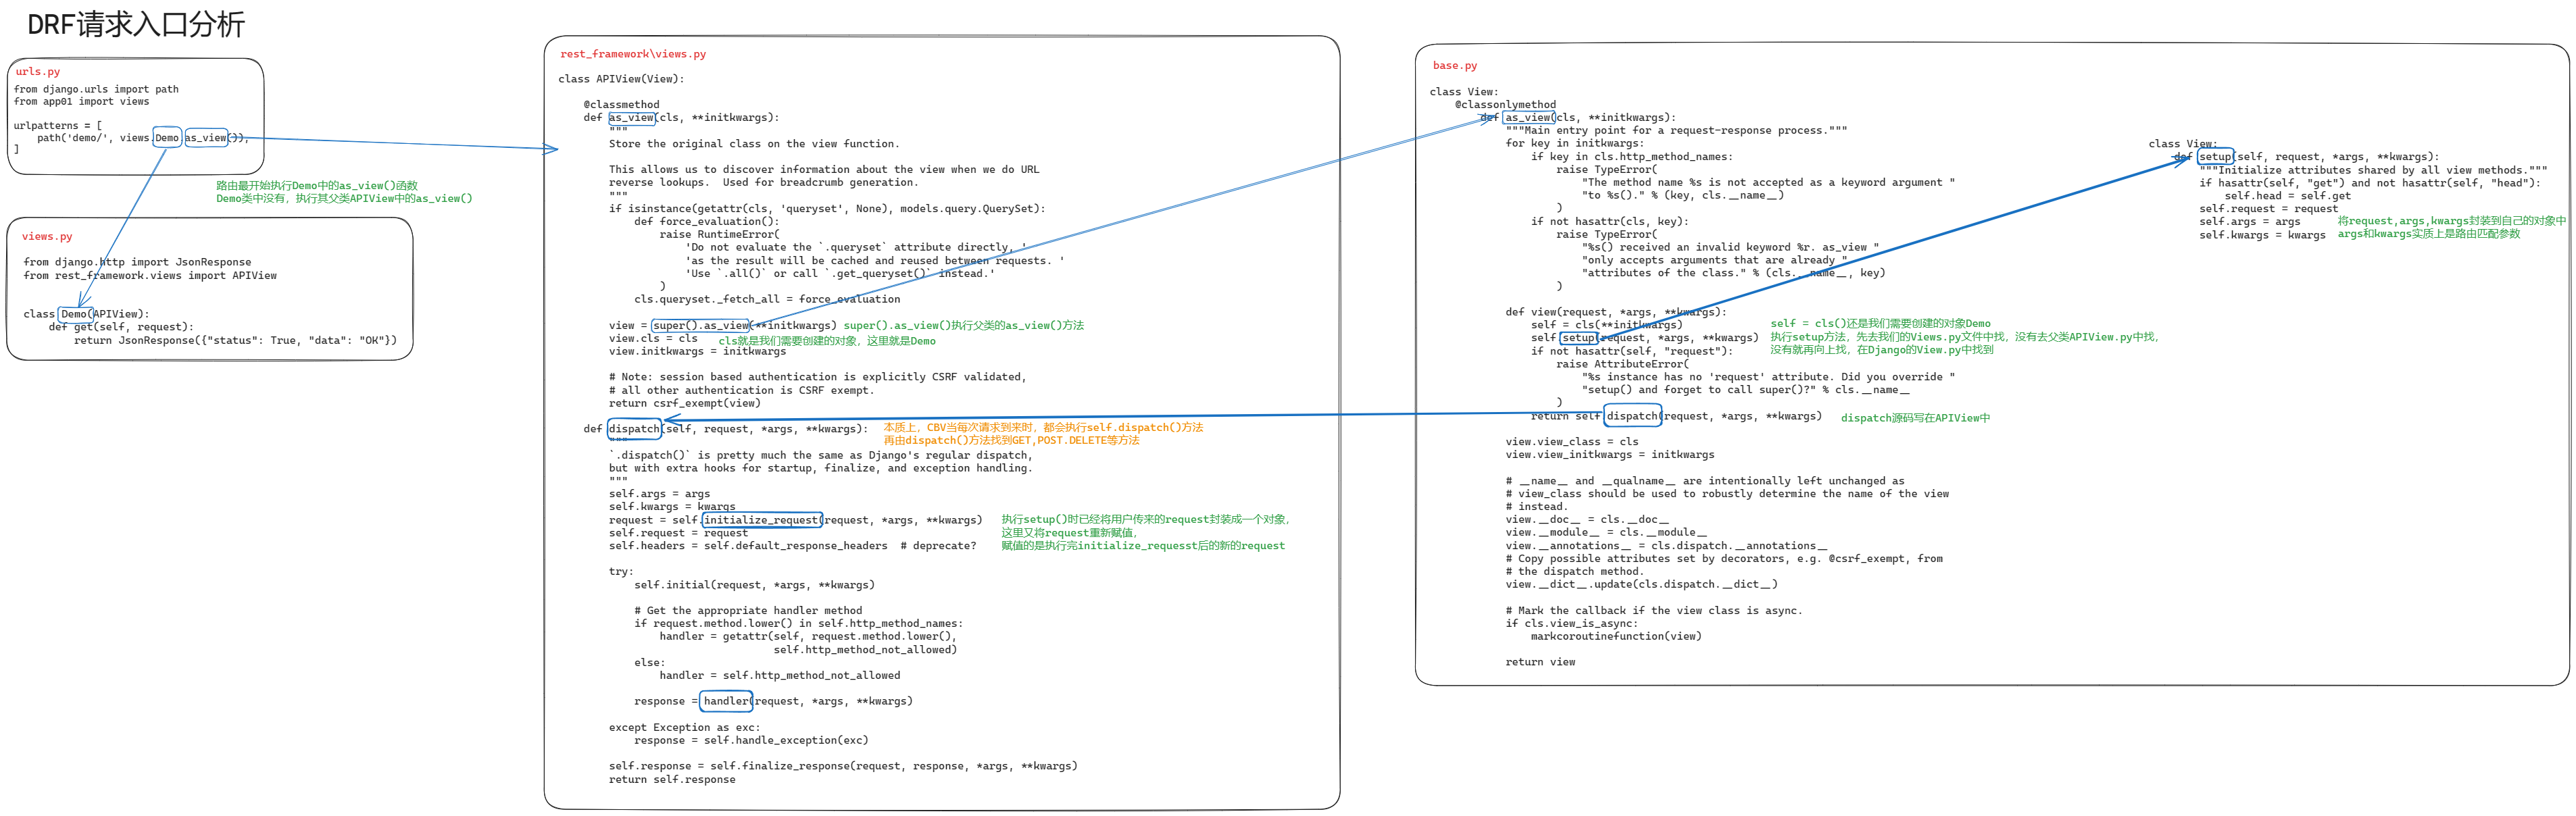 DRF请求入口分析
urls.py
from django.urls import path
from app01 import views
urlpatterns = [
    path('demo/', views.Demo.as_view()),
]
路由最开始执行Demo中的as_view()函数
Demo类中没有，执行其父类APIView中的as_view()
views.py
from django.http import JsonResponse
from rest_framework.views import APIView
class Demo(APIView):
    def get(self, request):
        return JsonResponse({"status": True, "data": "OK"})
rest_framework\views.py
class APIView(View):
    @classmethod
    def as_view(cls, **initkwargs):
        """
        Store the original class on the view function.
        This allows us to discover information about the view when we do URL
        reverse lookups.  Used for breadcrumb generation.
        """
        if isinstance(getattr(cls, 'queryset', None), models.query.QuerySet):
            def force_evaluation():
                raise RuntimeError(
                    'Do not evaluate the `.queryset` attribute directly, '
                    'as the result will be cached and reused between requests. '
                    'Use `.all()` or call `.get_queryset()` instead.'
                )
            cls.queryset._fetch_all = force_evaluation
        view = super().as_view(**initkwargs) super().as_view()执行父类的as_view()方法
        view.cls = cls cls就是我们需要创建的对象，这里就是Demo
        view.initkwargs = initkwargs
        # Note: session based authentication is explicitly CSRF validated,
        # all other authentication is CSRF exempt.
        return csrf_exempt(view)
    def dispatch(self, request, *args, **kwargs):
本质上，CBV当每次请求到来时，都会执行self.dispatch()方法
再由dispatch()方法找到GET,POST.DELETE等方法
        """
        `.dispatch()` is pretty much the same as Django's regular dispatch,
        but with extra hooks for startup, finalize, and exception handling.
        """
        self.args = args
        self.kwargs = kwargs
        request = self.initialize_request(request, *args, **kwargs)
        self.request = request
        self.headers = self.default_response_headers  # deprecate?
执行setup()时已经将用户传来的request封装成一个对象，
这里又将request重新赋值，
赋值的是执行完initialize_requesst后的新的request
        try:
            self.initial(request, *args, **kwargs)
            # Get the appropriate handler method
            if request.method.lower() in self.http_method_names:
                handler = getattr(self, request.method.lower(),
                                  self.http_method_not_allowed)
            else:
                handler = self.http_method_not_allowed
            response = handler(request, *args, **kwargs)
        except Exception as exc:
            response = self.handle_exception(exc)
        self.response = self.finalize_response(request, response, *args, **kwargs)
        return self.response
base.py
class View:
    @classonlymethod
    def as_view(cls, **initkwargs):
        """Main entry point for a request-response process."""
        for key in initkwargs:
            if key in cls.http_method_names:
                raise TypeError(
                    "The method name %s is not accepted as a keyword argument "
                    "to %s()." % (key, cls.__name__)
                )
            if not hasattr(cls, key):
                raise TypeError(
                    "%s() received an invalid keyword %r. as_view "
                    "only accepts arguments that are already "
                    "attributes of the class." % (cls.__name__, key)
                )
        def view(request, *args, **kwargs):
            self = cls(**initkwargs)
            self.setup(request, *args, **kwargs)
            if not hasattr(self, "request"):
self = cls()还是我们需要创建的对象Demo
执行setup方法，先去我们的Views.py文件中找，没有去父类APIView.py中找，
没有就再向上找，在Django的View.py中找到
                raise AttributeError(
                    "%s instance has no 'request' attribute. Did you override "
                    "setup() and forget to call super()?" % cls.__name__
                )
            return self.dispatch(request, *args, **kwargs) dispatch源码写在APIView中
        view.view_class = cls
        view.view_initkwargs = initkwargs
        # __name__ and __qualname__ are intentionally left unchanged as
        # view_class should be used to robustly determine the name of the view
        # instead.
        view.__doc__ = cls.__doc__
        view.__module__ = cls.__module__
        view.__annotations__ = cls.dispatch.__annotations__
        # Copy possible attributes set by decorators, e.g. @csrf_exempt, from
        # the dispatch method.
        view.__dict__.update(cls.dispatch.__dict__)
        # Mark the callback if the view class is async.
        if cls.view_is_async:
            markcoroutinefunction(view)
        return view
class View:
    def setup(self, request, *args, **kwargs):
        """Initialize attributes shared by all view methods."""
        if hasattr(self, "get") and not hasattr(self, "head"):
            self.head = self.get
        self.request = request
        self.args = args 将request,args,kwargs封装到自己的对象中
        self.kwargs = kwargs args和kwargs实质上是路由匹配参数